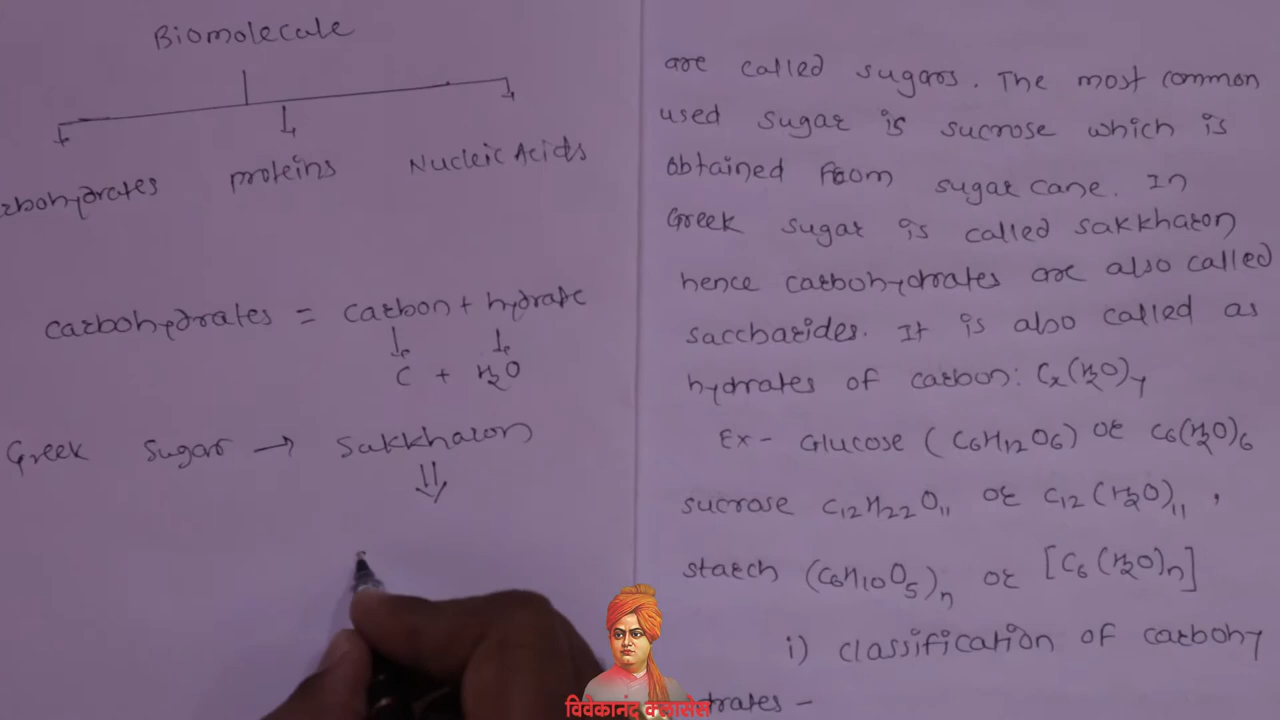 Biomolecule
proteins
Nucleic Acids
carbohydrates = carbon + hydrate
C + H2O
Greek Sugar → Sakkharon
are called sugars. The most common
used sugar is sucrose which is
obtained from sugar cane. In
Greek sugar is called sakkharon
hence carbohydrates are also called
saccharides. It is also called as
hydrates of carbon: Cx(H2O)y
Ex- Glucose (C6H12O6) or C6(H2O)6
sucrose C12H22O11 or C12(H2O)11,
starch (C6H10O5)n or [C6(H2O)n]
i) classification of carbohy
drates -
विवेकानंद क्लासेस